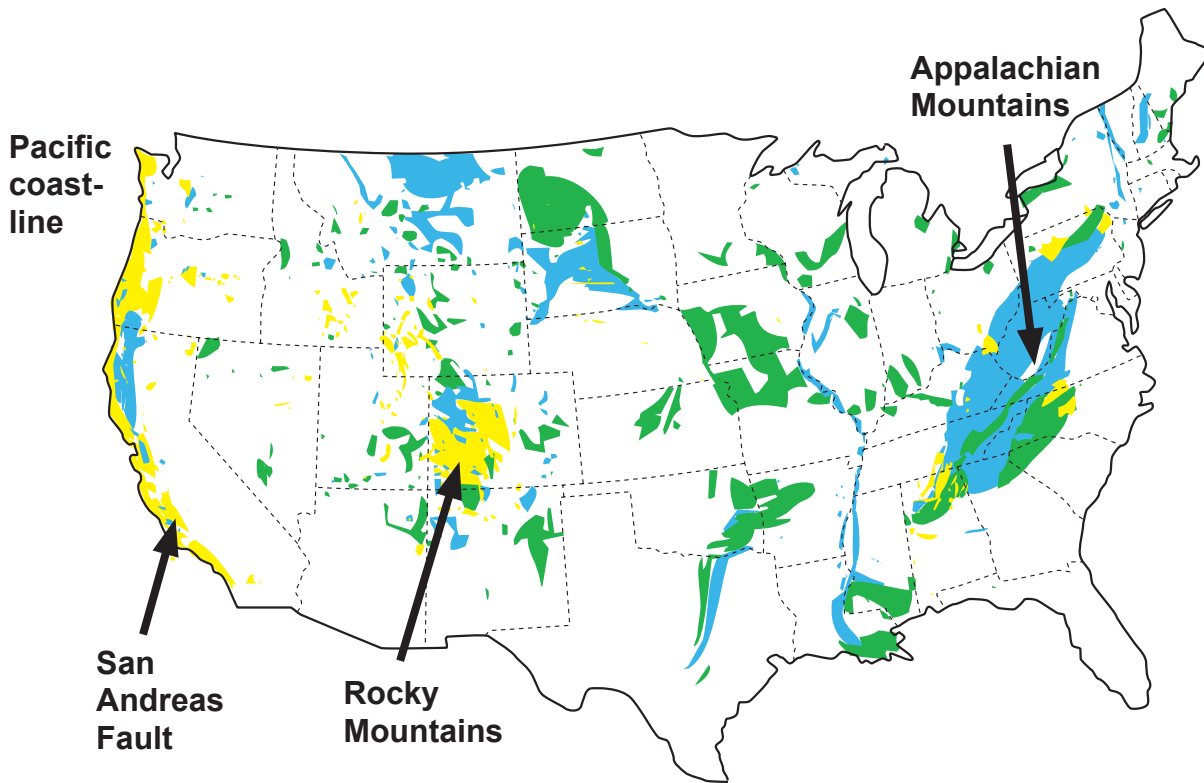 Appalachian
Mountains
Pacific
coast-
line
San
Andreas
Fault
Rocky
Mountains